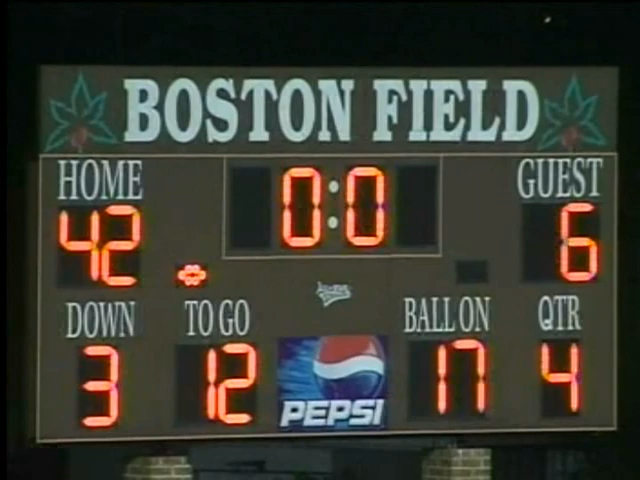 BOSTON FIELD
HOME 0:0 GUEST
42 6
DOWN TO GO BALL ON QTR
3 12 17 4
PEPSI